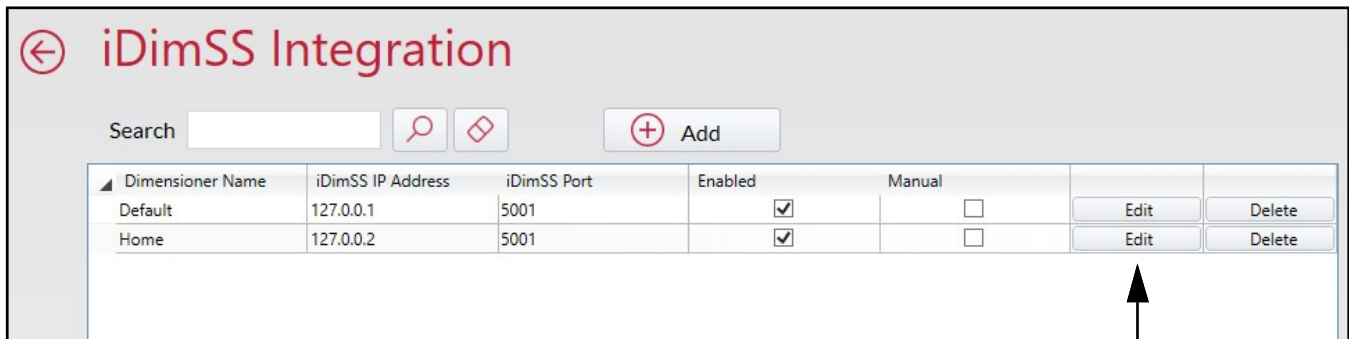 iDimSS Integration
Search Add
Dimensioner Name iDimSS IP Address iDimSS Port Enabled Manual
Default 127.0.0.1 5001 Edit Delete
Home 127.0.0.2 5001 Edit Delete